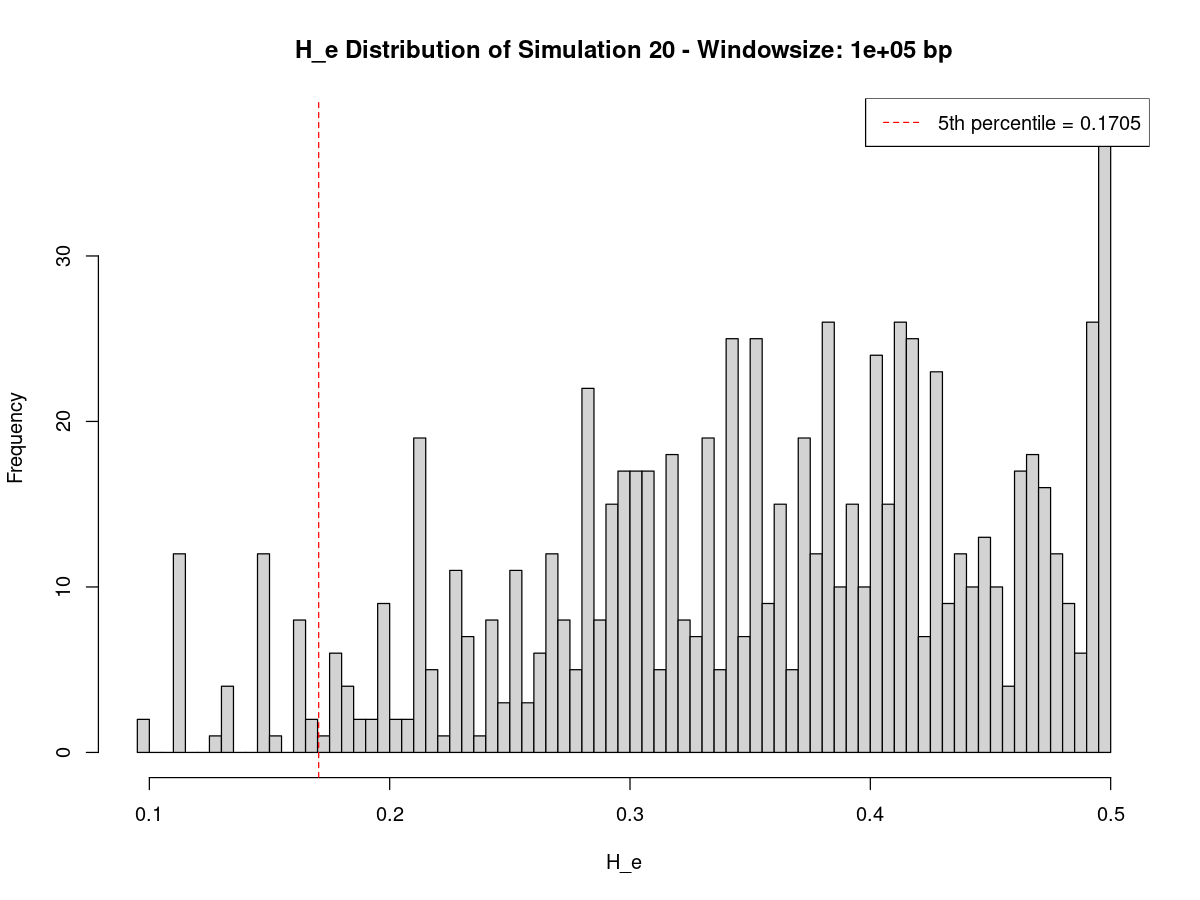 H_e Distribution of Simulation 20 - Windowsize: 1e+05 bp
5th percentile = 0.1705
30
20
10
0
Frequency
0.1 0.2 0.3 0.4 0.5
H_e